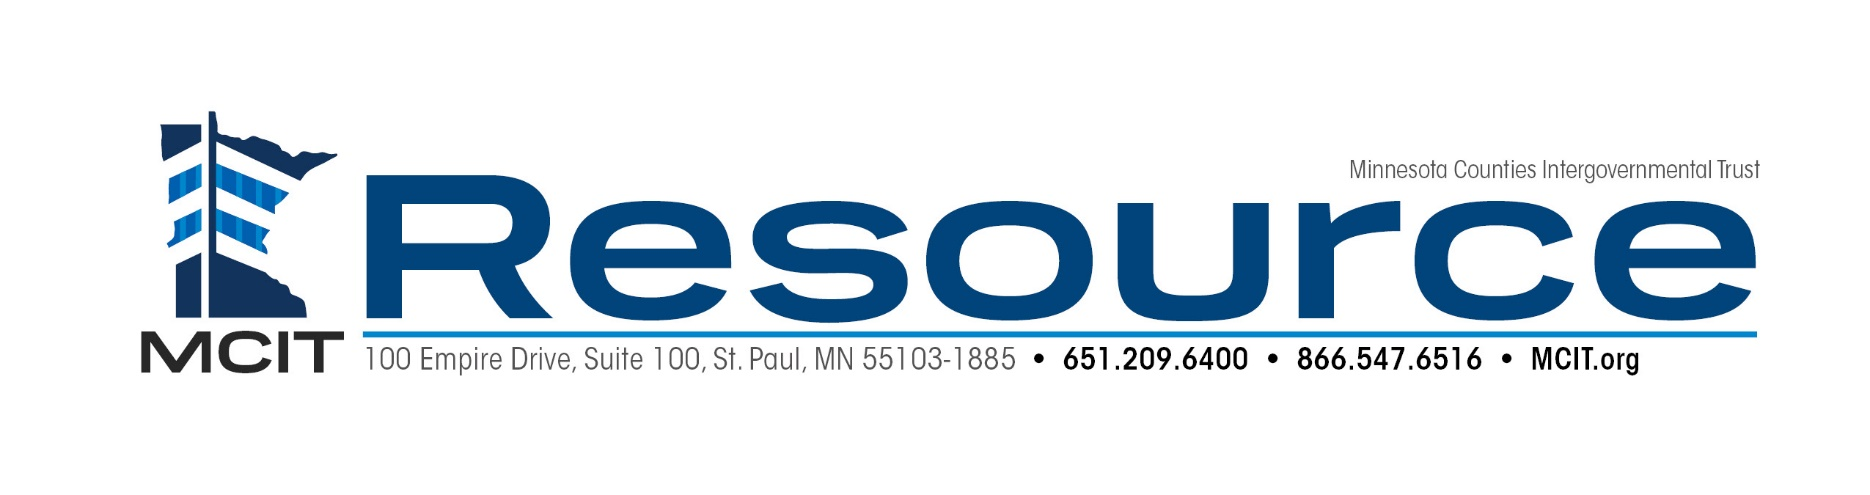 Minnesota Counties Intergovernmental Trust
Resource
MCIT
100 Empire Drive, Suite 100, St. Paul, MN 55103-1885 • 651.209.6400 • 866.547.6516 • MCIT.org